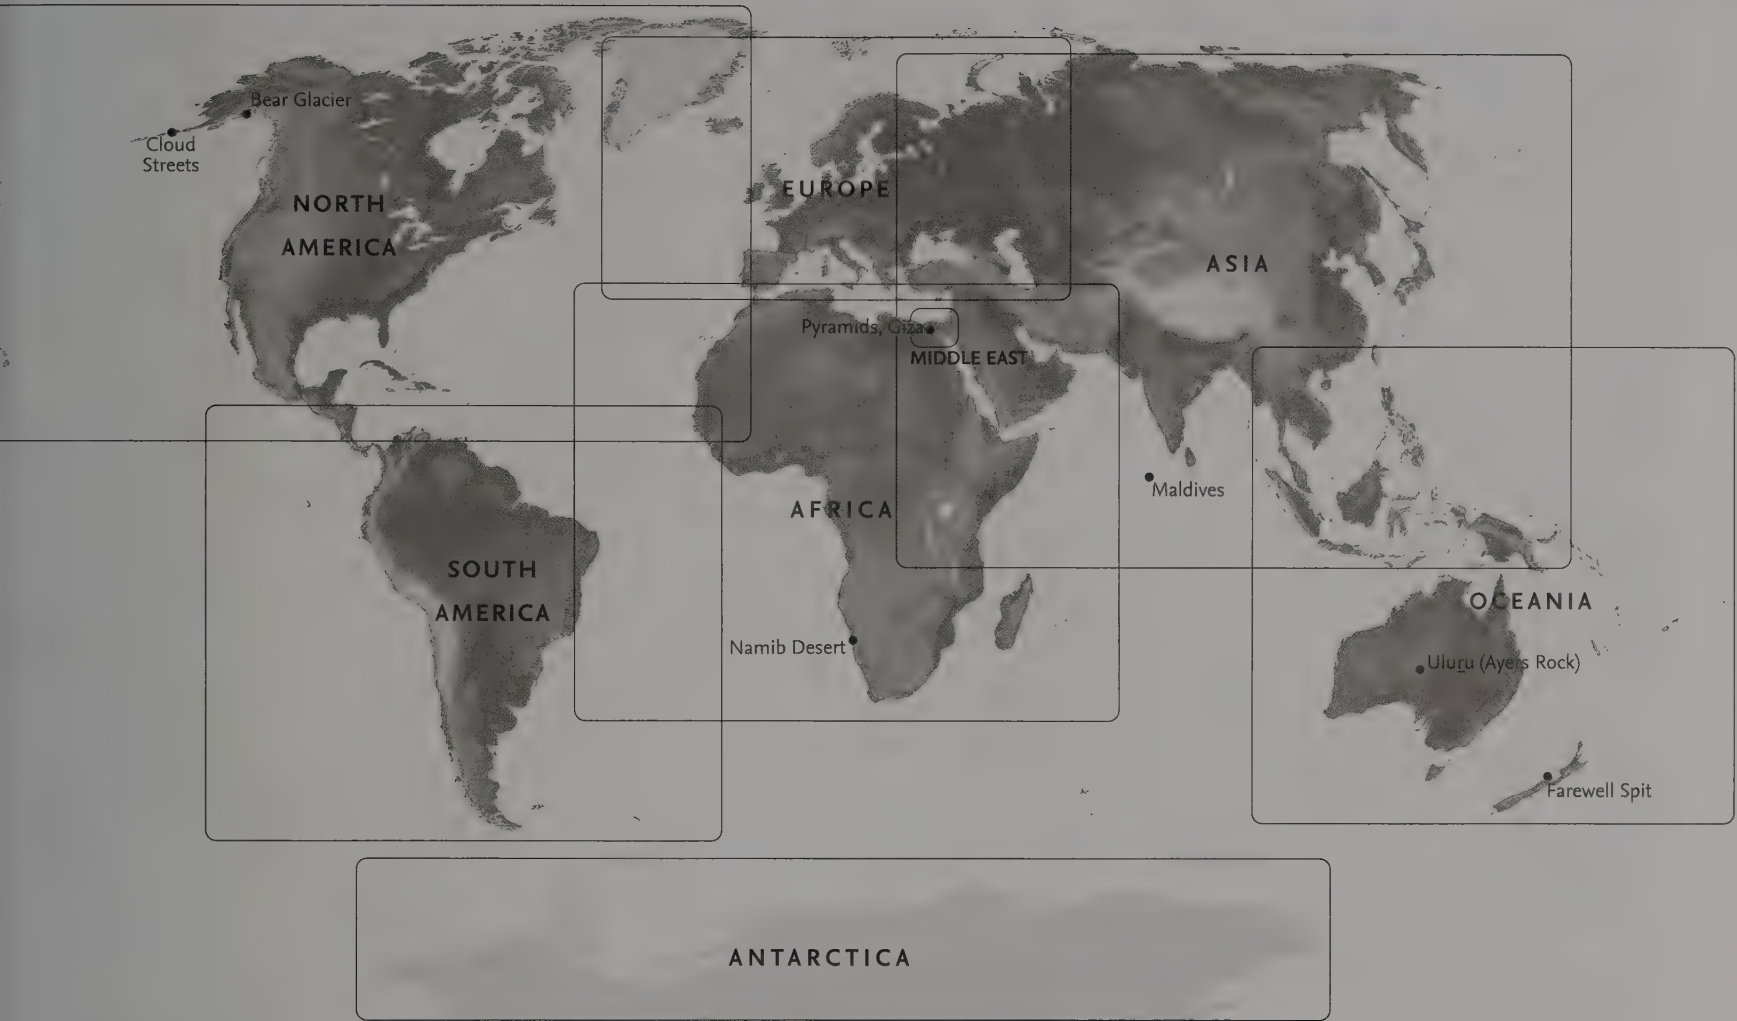 Bear Glacier
Cloud
Streets
NORTH
AMERICA
EUROPE
ASIA
Pyramids, Giza
MIDDLE EAST
Maldives
AFRICA
SOUTH
AMERICA
OCEANIA
Namib Desert
Uluṟu (Ayers Rock)
Farewell Spit
ANTARCTICA